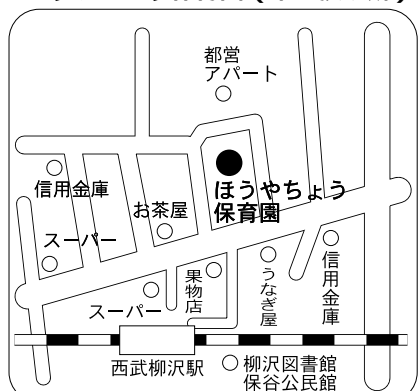 都営
アパート
ほうやちょう
保育園
信用金庫
お茶屋
スーパー
果物店
うなぎ屋
信用金庫
スーパー
西武柳沢駅
柳沢図書館
保谷公民館